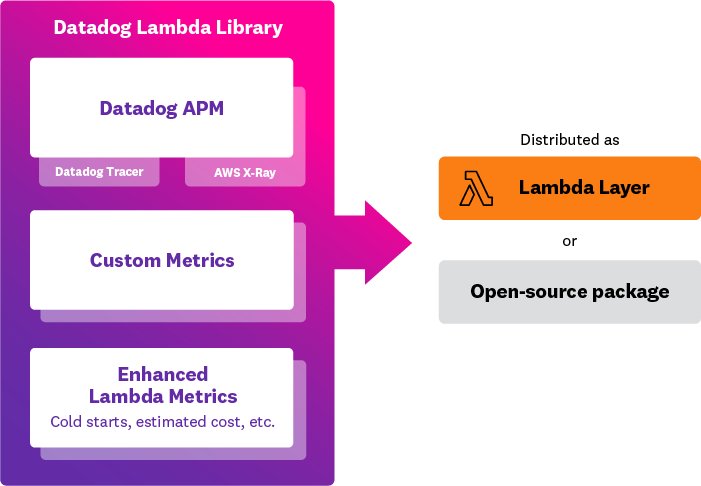 Datadog Lambda Library
Datadog APM
Datadog Tracer
AWS X-Ray
Custom Metrics
Enhanced
Lambda Metrics
Cold starts, estimated cost, etc.
Distributed as
Lambda Layer
or
Open-source package